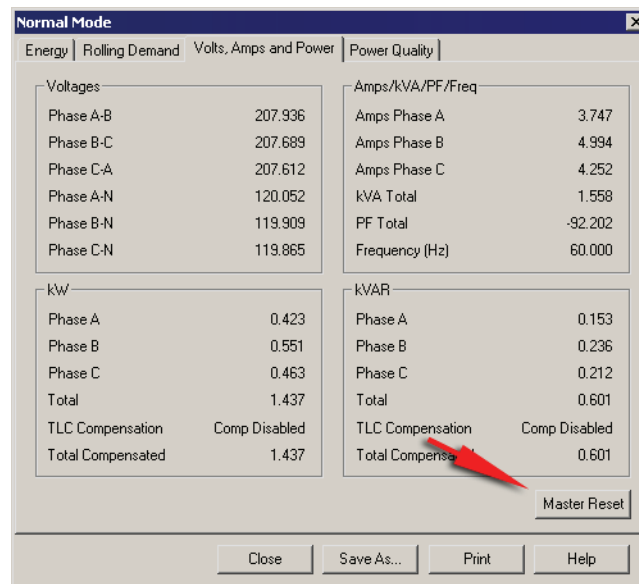 Normal Mode
Energy Rolling Demand Volts, Amps and Power Power Quality
Voltages
Phase A-B 207.936
Phase B-C 207.689
Phase C-A 207.612
Phase A-N 120.052
Phase B-N 119.909
Phase C-N 119.865
Amps/kVA/PF/Freq
Amps Phase A 3.747
Amps Phase B 4.994
Amps Phase C 4.252
kVA Total 1.558
PF Total -92.202
Frequency (Hz) 60.000
kW
Phase A 0.423
Phase B 0.551
Phase C 0.463
Total 1.437
TLC Compensation Comp Disabled
Total Compensated 1.437
kVAR
Phase A 0.153
Phase B 0.236
Phase C 0.212
Total 0.601
TLC Compensation Comp Disabled
Total Compensated 0.601
Master Reset
Close Save As... Print Help